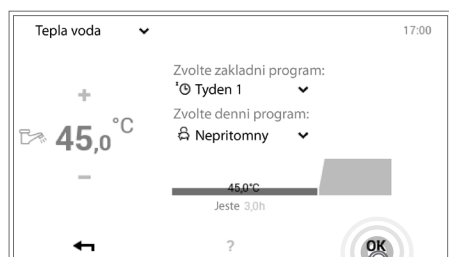 Tepla voda 17:00
Zvolte zakladni program:
Tyden 1
Zvolte denni program:
Nepritomny
+
45,0 °C
−
45,0°C
Jeste 3,0h
? OK